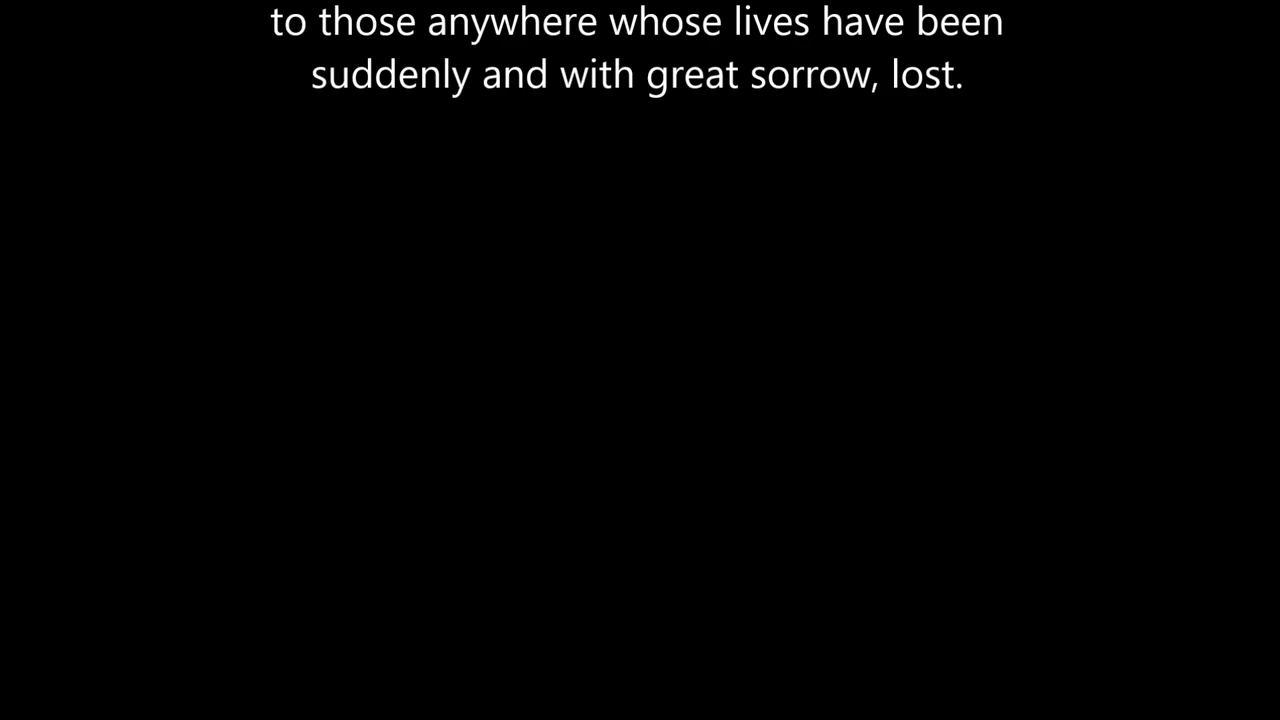 to those anywhere whose lives have been
suddenly and with great sorrow, lost.